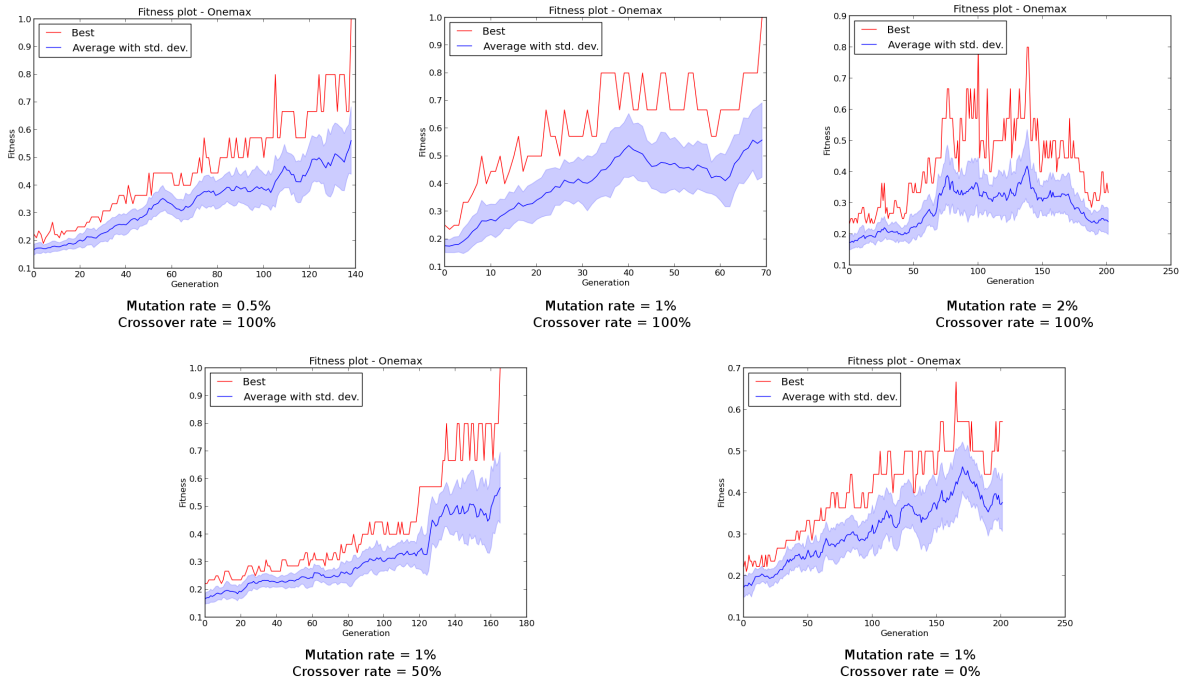 Fitness plot - Onemax
Best
Average with std. dev.
Fitness
1.0
0.9
0.8
0.7
0.6
0.5
0.4
0.3
0.2
0.1
0 20 40 60 80 100 120 140
Generation
Mutation rate = 0.5%
Crossover rate = 100%
Fitness plot - Onemax
Best
Average with std. dev.
Fitness
1.0
0.9
0.8
0.7
0.6
0.5
0.4
0.3
0.2
0.1
0 10 20 30 40 50 60 70
Generation
Mutation rate = 1%
Crossover rate = 100%
Fitness plot - Onemax
Best
Average with std. dev.
Fitness
0.9
0.8
0.7
0.6
0.5
0.4
0.3
0.2
0.1
0 50 100 150 200 250
Generation
Mutation rate = 2%
Crossover rate = 100%
Fitness plot - Onemax
Best
Average with std. dev.
Fitness
1.0
0.9
0.8
0.7
0.6
0.5
0.4
0.3
0.2
0.1
0 20 40 60 80 100 120 140 160 180
Generation
Mutation rate = 1%
Crossover rate = 50%
Fitness plot - Onemax
Best
Average with std. dev.
Fitness
0.7
0.6
0.5
0.4
0.3
0.2
0.1
0 50 100 150 200 250
Generation
Mutation rate = 1%
Crossover rate = 0%